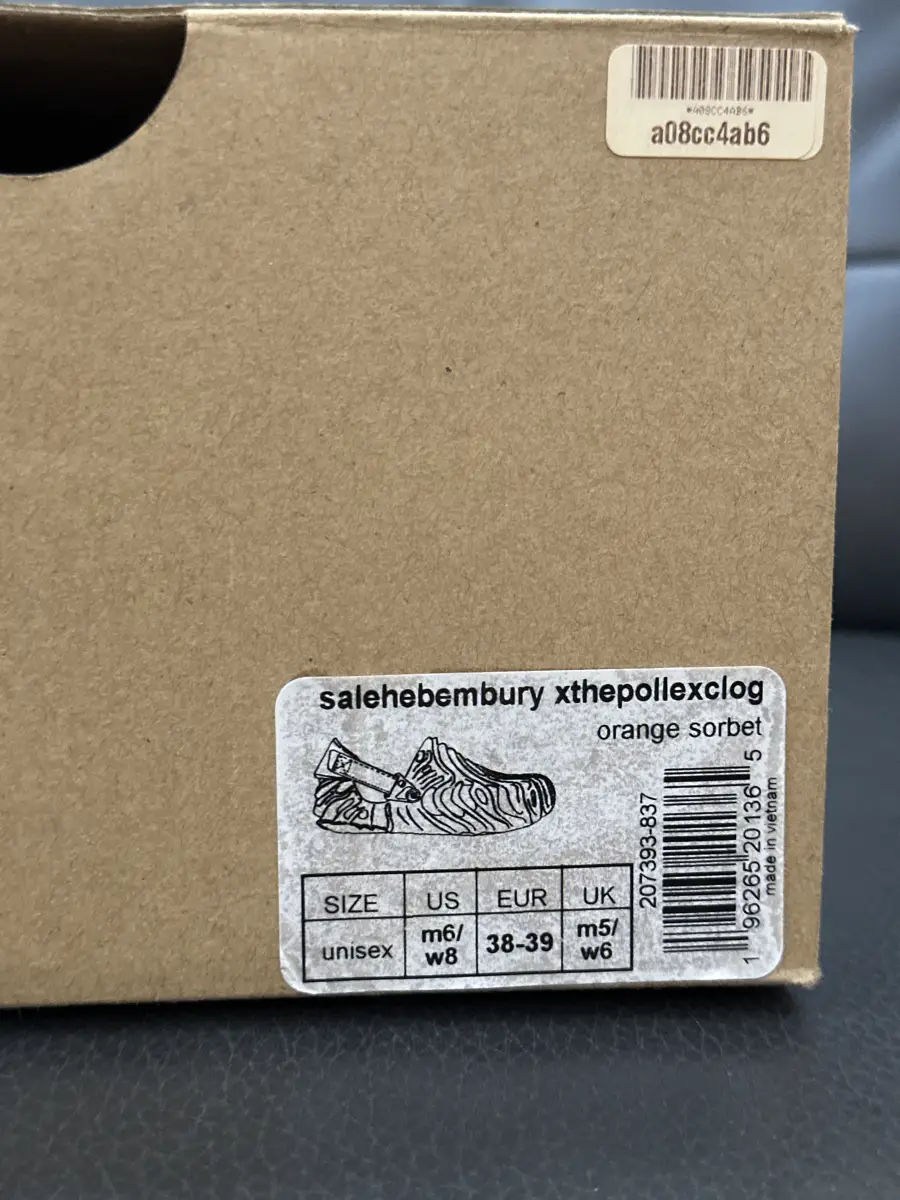 *A08CC4AB6*
a08cc4ab6
salehebembury xthepollexclog
orange sorbet
207393-837
1 96265 20136 5
made in vietnam
SIZE US EUR UK
unisex m6/w8 38-39 m5/w6